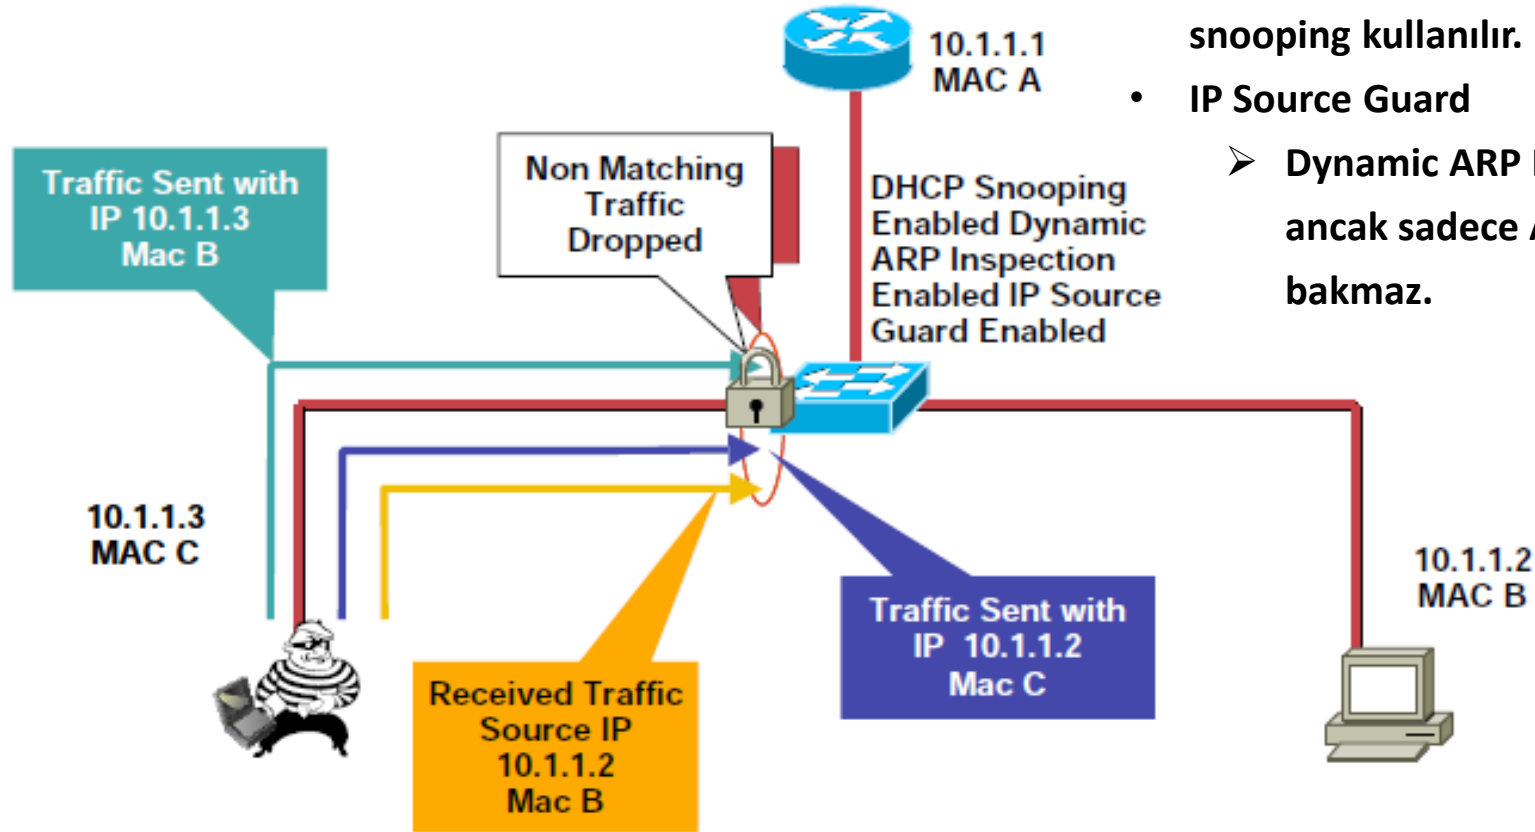 snooping kullanılır.
• IP Source Guard
➢ Dynamic ARP
ancak sadece
bakmaz.
10.1.1.1
MAC A
Non Matching
Traffic
Dropped
Traffic Sent with
IP 10.1.1.3
Mac B
DHCP Snooping
Enabled Dynamic
ARP Inspection
Enabled IP Source
Guard Enabled
10.1.1.3
MAC C
10.1.1.2
MAC B
Traffic Sent with
IP 10.1.1.2
Mac C
Received Traffic
Source IP
10.1.1.2
Mac B